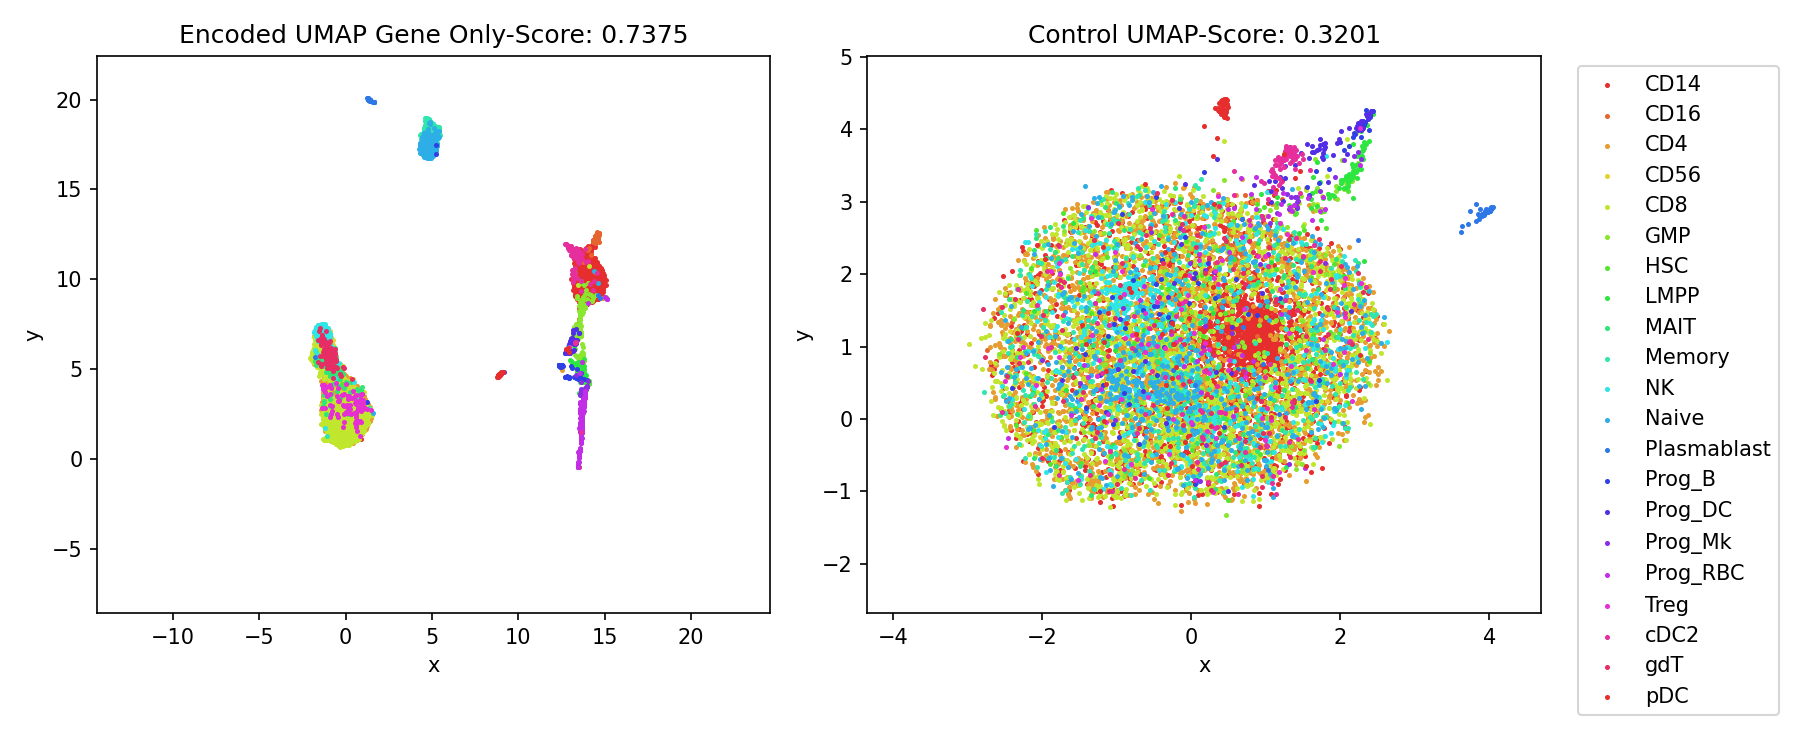 Encoded UMAP Gene Only-Score: 0.7375
y
20
15
10
5
0
−5
−10
−5
0
5
10
15
20
x
Control UMAP-Score: 0.3201
y
5
4
3
2
1
0
−1
−2
−4
−2
0
2
4
x
CD14
CD16
CD4
CD56
CD8
GMP
HSC
LMPP
MAIT
Memory
NK
Naive
Plasmablast
Prog_B
Prog_DC
Prog_Mk
Prog_RBC
Treg
cDC2
gdT
pDC